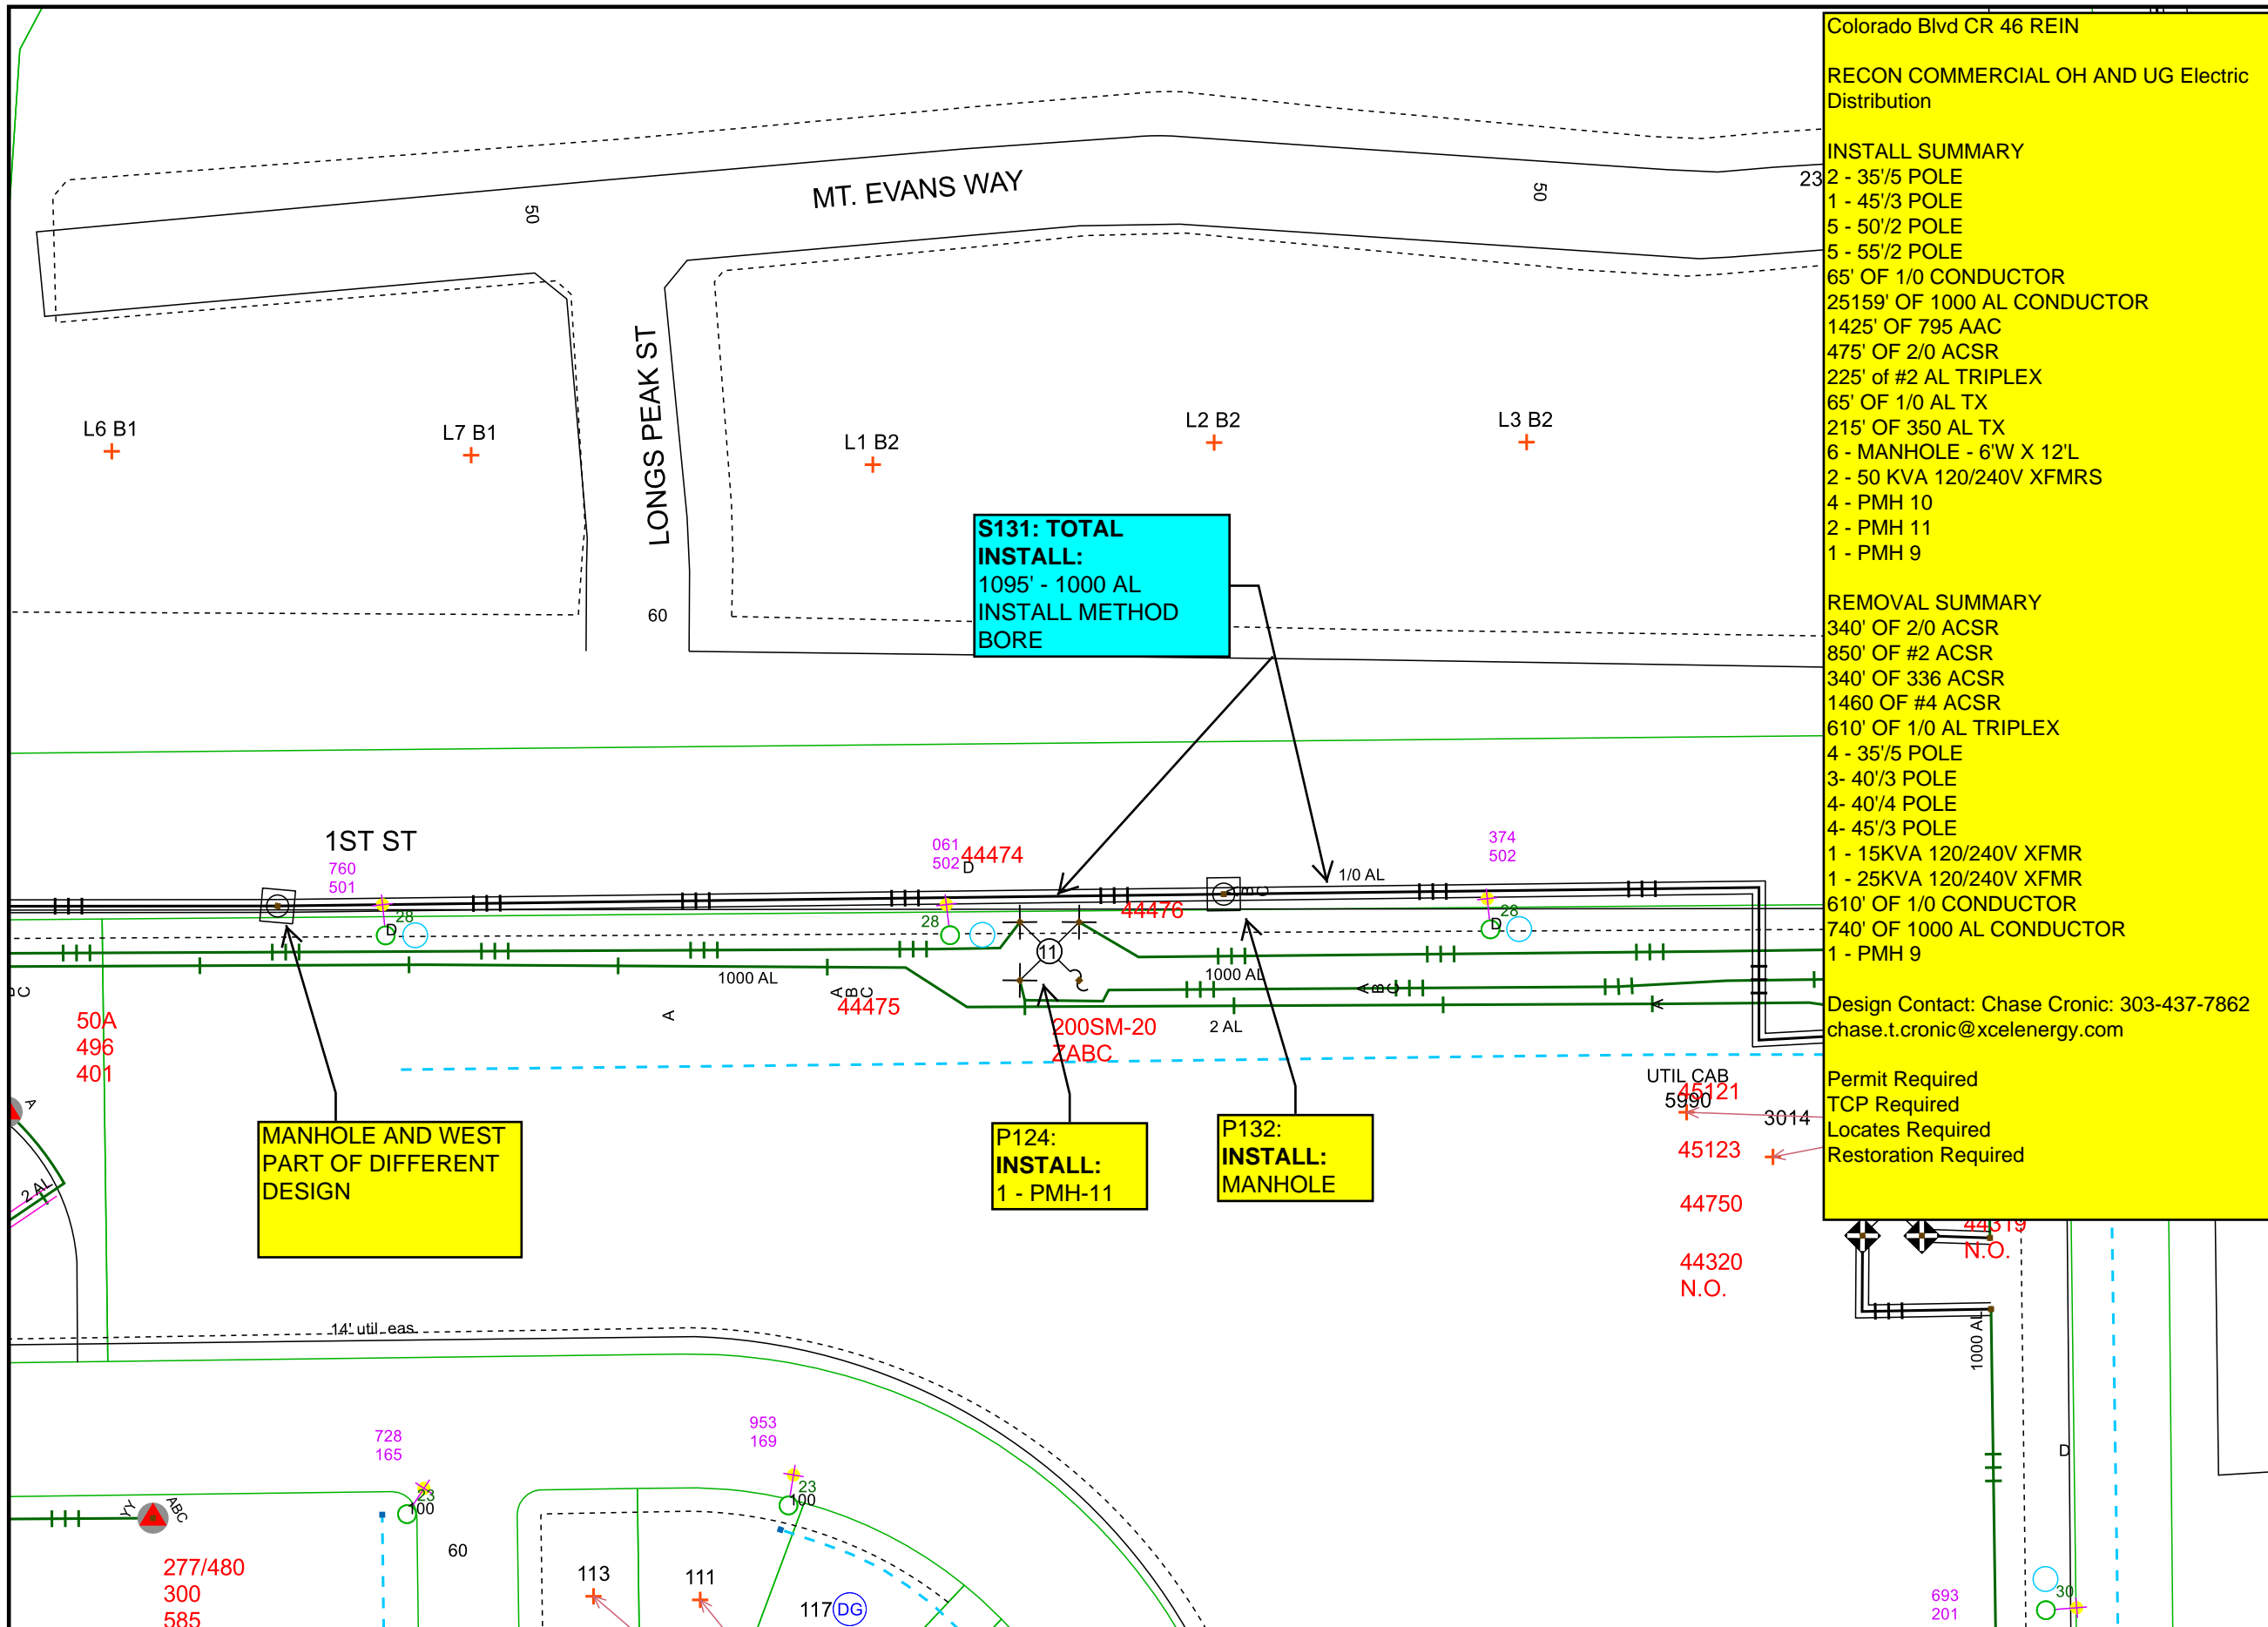 Colorado Blvd CR 46 REIN
RECON COMMERCIAL OH AND UG Electric
Distribution
INSTALL SUMMARY
2 - 35'/5 POLE
1 - 45'/3 POLE
5 - 50'/2 POLE
5 - 55'/2 POLE
65' OF 1/0 CONDUCTOR
25159' OF 1000 AL CONDUCTOR
1425' OF 795 AAC
475' OF 2/0 ACSR
225' of #2 AL TRIPLEX
65' OF 1/0 AL TX
215' OF 350 AL TX
6 - MANHOLE - 6'W X 12'L
2 - 50 KVA 120/240V XFMRS
4 - PMH 10
2 - PMH 11
1 - PMH 9
REMOVAL SUMMARY
340' OF 2/0 ACSR
850' OF #2 ACSR
340' OF 336 ACSR
1460 OF #4 ACSR
610' OF 1/0 AL TRIPLEX
4 - 35'/5 POLE
3- 40'/3 POLE
4- 40'/4 POLE
4- 45'/3 POLE
1 - 15KVA 120/240V XFMR
1 - 25KVA 120/240V XFMR
610' OF 1/0 CONDUCTOR
740' OF 1000 AL CONDUCTOR
1 - PMH 9
Design Contact: Chase Cronic: 303-437-7862
chase.t.cronic@xcelenergy.com
Permit Required
TCP Required
Locates Required
Restoration Required
MT. EVANS WAY
50
50
23
LONGS PEAK ST
60
L6 B1
L7 B1
L1 B2
L2 B2
L3 B2
S131: TOTAL
INSTALL:
1095' - 1000 AL
INSTALL METHOD
BORE
1ST ST
760
501
061
502
D
44474
374
502
1/0 AL
A B C
44476
28
D
28
28
D
11
1000 AL
1000 AL
A B C
A B C
44475
A
A
B C
200SM-20
ZABC
2 AL
50A
496
401
A
2 AL
MANHOLE AND WEST
PART OF DIFFERENT
DESIGN
P124:
INSTALL:
1 - PMH-11
P132:
INSTALL:
MANHOLE
UTIL CAB
5990
45121
3014
45123
44750
44320
N.O.
44319
N.O.
1000 AL
D
14' util. eas.
728
165
953
169
23
100
23
100
YY
ABC
60
277/480
300
585
113
111
117
DG
693
201
30